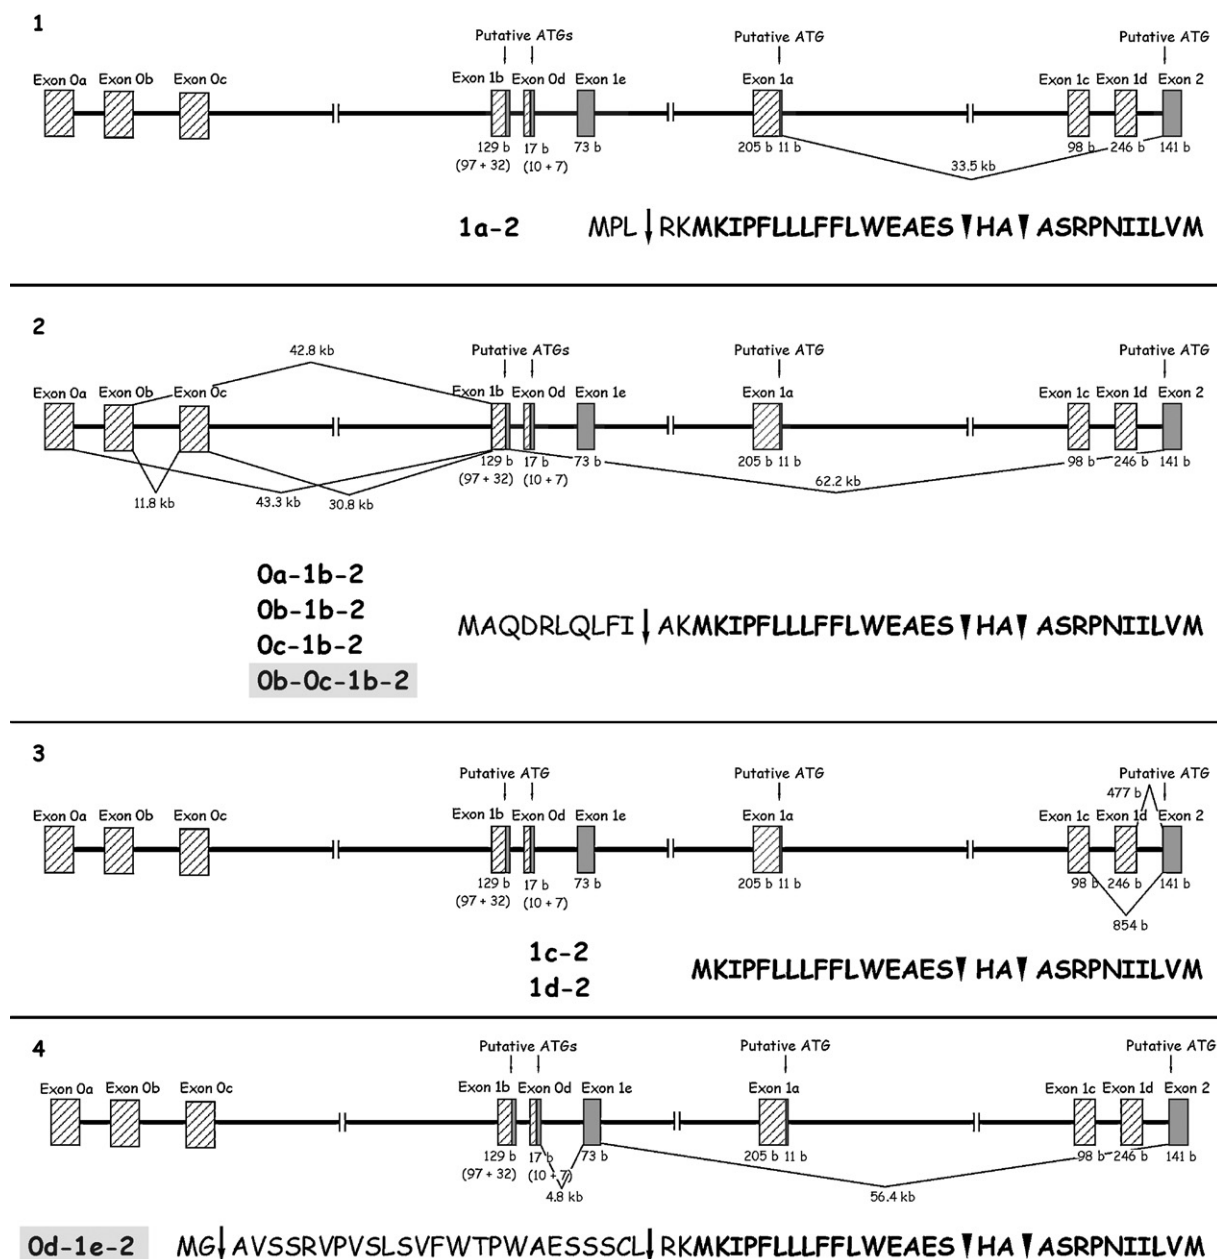 1
Putative ATGs Putative ATG Putative ATG
Exon 0a Exon 0b Exon 0c Exon 1b Exon 0d Exon 1e Exon 1a Exon 1c Exon 1d Exon 2
129 b 17 b 73 b 205 b 11 b 98 b 246 b 141 b
(97 + 32) (10 + 7) 33.5 kb
1a-2 MPL RKMKIPFLLLFFLWEAES HA ASRPNIILVM
2
42.8 kb Putative ATGs Putative ATG Putative ATG
Exon 0a Exon 0b Exon 0c Exon 1b Exon 0d Exon 1e Exon 1a Exon 1c Exon 1d Exon 2
129 b 17 b 73 b 205 b 11 b 98 b 246 b 141 b
(97 + 32) (10 + 7) 62.2 kb
11.8 kb 43.3 kb 30.8 kb
0a-1b-2
0b-1b-2
0c-1b-2
0b-0c-1b-2
MAQDRLQLFI AKMKIPFLLLFFLWEAES HA ASRPNIILVM
3
Putative ATG Putative ATG Putative ATG
477 b
Exon 0a Exon 0b Exon 0c Exon 1b Exon 0d Exon 1e Exon 1a Exon 1c Exon 1d Exon 2
129 b 17 b 73 b 205 b 11 b 98 b 246 b 141 b
(97 + 32) (10 + 7)
854 b
1c-2
1d-2
MKIPFLLLFFLWEAES HA ASRPNIILVM
4
Putative ATGs Putative ATG Putative ATG
Exon 0a Exon 0b Exon 0c Exon 1b Exon 0d Exon 1e Exon 1a Exon 1c Exon 1d Exon 2
129 b 17 b 73 b 205 b 11 b 98 b 246 b 141 b
(97 + 32) (10 + 7)
4.8 kb 56.4 kb
0d-1e-2 MG AVSSRVPVSLSVFWTPWAESSSCL RKMKIPFLLLFFLWEAES HA ASRPNIILVM